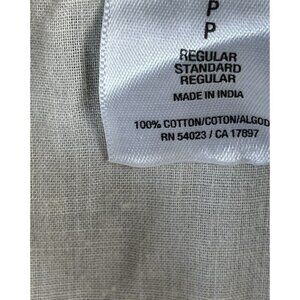 P
P
REGULAR
STANDARD
REGULAR
MADE IN INDIA
100% COTTON/COTON/ALGOD
RN 54023 / CA 17897